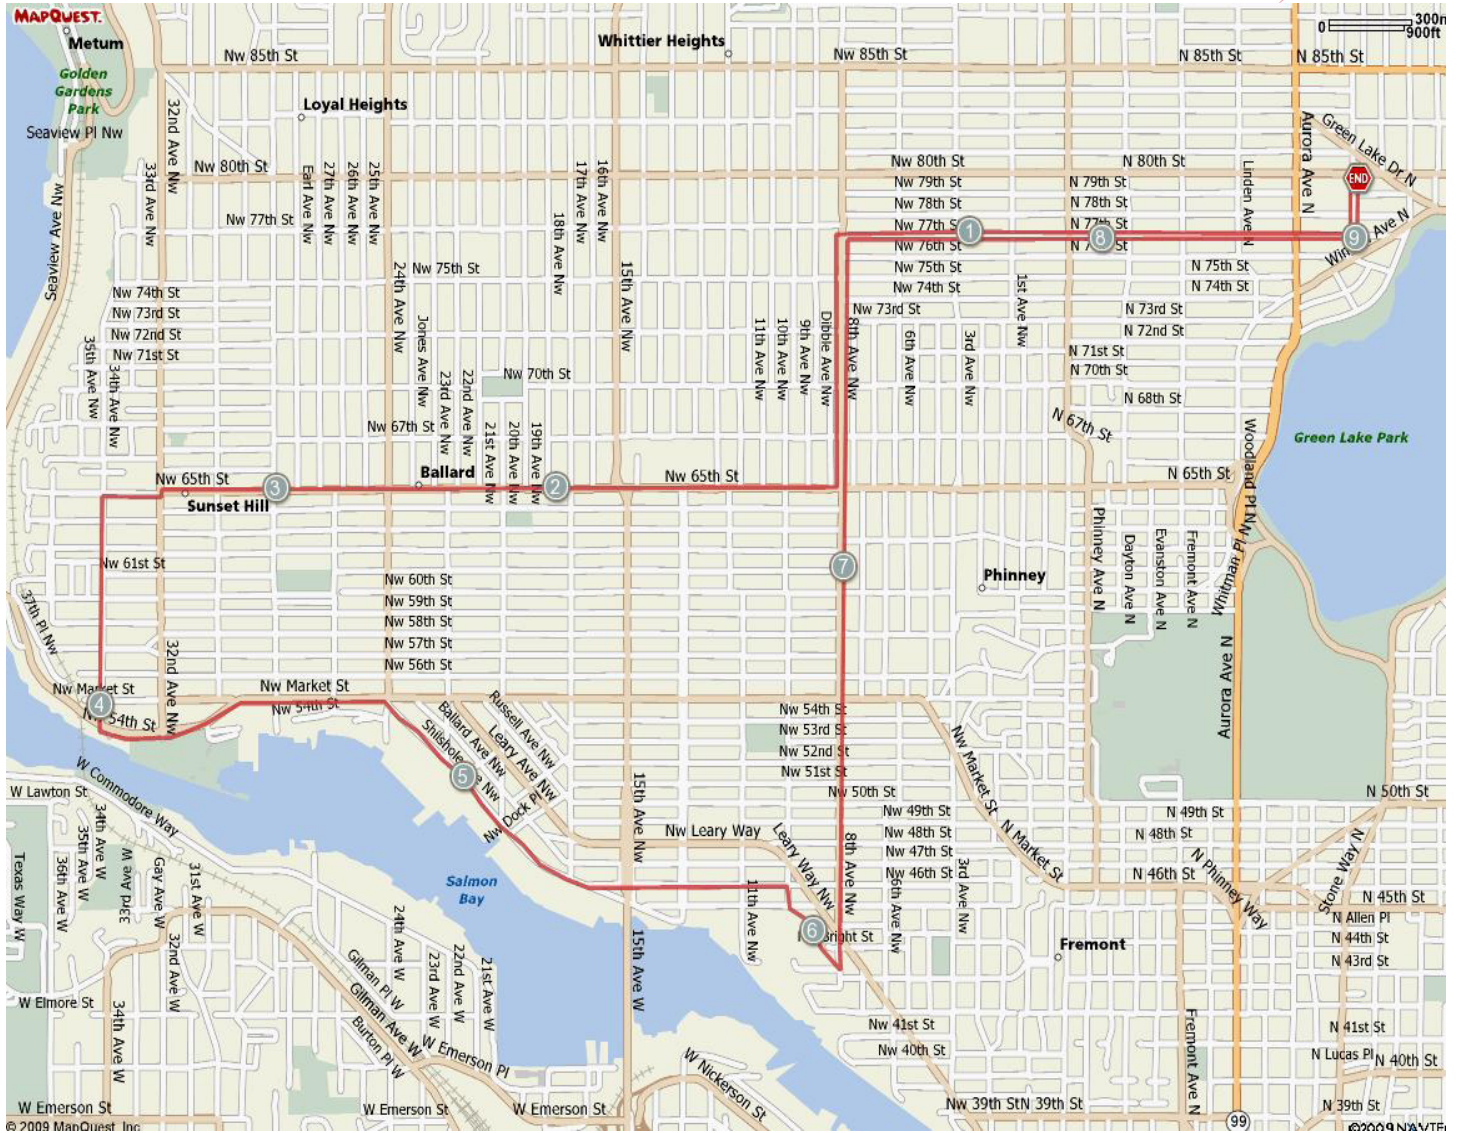 MAPQUEST.
300m
0
900ft
Metum
Whittier Heights
Nw 85th St
Nw 85th St
N 85th St
N 85th St
Golden
Gardens
Park
Loyal Heights
Seaview Pl Nw
32nd Ave Nw
Aurora Ave N
Green Lake Dr N
Nw 80th St
Nw 80th St
N 80th St
33rd Ave Nw
Earl Ave Nw
27th Ave Nw
26th Ave Nw
25th Ave Nw
17th Ave Nw
16th Ave Nw
Linden Ave N
END
Nw 79th St
N 79th St
Seaview Ave Nw
Nw 78th St
N 78th St
Nw 77th St
18th Ave Nw
Nw 77th St
1
N 77th St
8
9
Nw 76th St
24th Ave Nw
Nw 75th St
15th Ave Nw
Nw 75th St
1st Ave Nw
N 75th St
Nw 74th St
Nw 74th St
N 74th St
Nw 73rd St
Nw 73rd St
N 73rd St
Nw 72nd St
N 72nd St
Nw 71st St
N 71st St
35th Ave Nw
34th Ave Nw
Jones Ave Nw
23rd Ave Nw
22nd Ave Nw
Nw 70th St
11th Ave Nw
10th Ave Nw
9th Ave Nw
Dibble Ave Nw
8th Ave Nw
6th Ave Nw
3rd Ave Nw
N 70th St
N 68th St
Nw 67th St
21st Ave Nw
20th Ave Nw
19th Ave Nw
N 67th St
Woodland Pl N
Green Lake Park
Ballard
Nw 65th St
3
2
Nw 65th St
N 65th St
Sunset Hill
Phinney Ave N
Dayton Ave N
Evanston Ave N
Fremont Ave N
Whitman Pl N
Nw 61st St
7
Phinney
37th Pl Nw
Nw 60th St
Nw 59th St
Nw 58th St
Nw 57th St
Nw 56th St
32nd Ave Nw
Aurora Ave N
Nw Market St
Nw Market St
4
Nw 54th St
Nw 54th St
Russell Ave Nw
Leary Ave Nw
Ballard Ave Nw
Nw 54th St
Nw 53rd St
Nw 52nd St
Nw 51st St
Nw Market St
5
W Commodore Way
W Lawton St
Nw Dock Pl
15th Ave Nw
Nw 50th St
N 50th St
34th Ave W
35th Ave W
36th Ave W
33rd Ave W
Gay Ave W
31st Ave W
Texas Way W
Nw Leary Way
Leary Way Nw
8th Ave Nw
Nw 49th St
N 49th St
Nw 48th St
N Market St
N 48th St
Nw 47th St
Nw 46th St
N 46th St
N Phinney Way
Stone Way N
Salmon
Bay
11th Ave Nw
6th Ave Nw
3rd Ave Nw
N 45th St
N Allen Pl
24th Ave W
23rd Ave W
22nd Ave W
21st Ave W
32nd Ave W
15th Ave W
6
Fremont
N 44th St
N 43rd St
Gilman Pl W
Gilman Ave W
W Elmore St
34th Ave W
Burton Pl W
W Emerson Pl
Nw 41st St
Fremont Ave N
N 41st St
Nw 40th St
N Lucas Pl
N 40th St
W Nickerson St
W Emerson St
W Emerson St
W Emerson St
Nw 39th St
N 39th St
99
N 39th St
© 2009 MapQuest, Inc